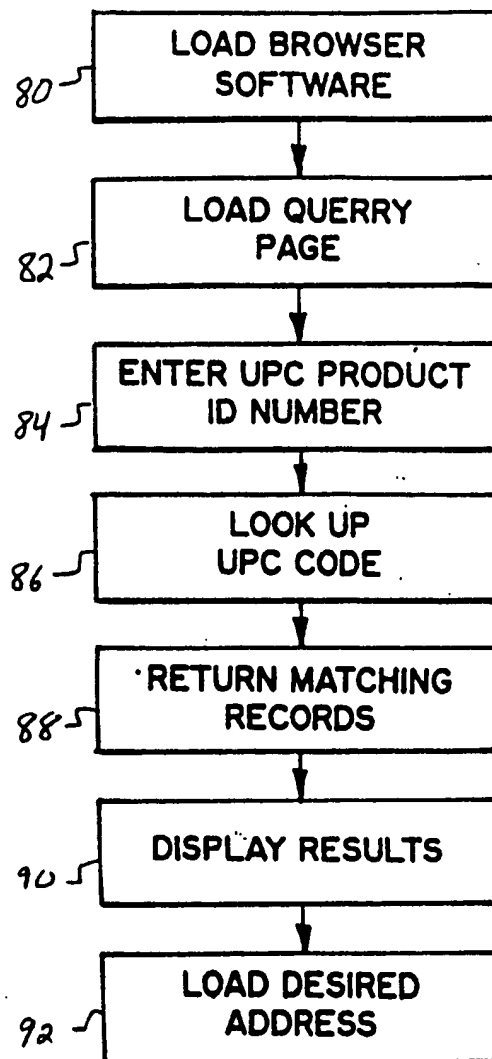 LOAD BROWSER
SOFTWARE
80
LOAD QUERRY
PAGE
82
ENTER UPC PRODUCT
ID NUMBER
84
LOOK UP
UPC CODE
86
RETURN MATCHING
RECORDS
88
DISPLAY RESULTS
90
LOAD DESIRED
ADDRESS
92